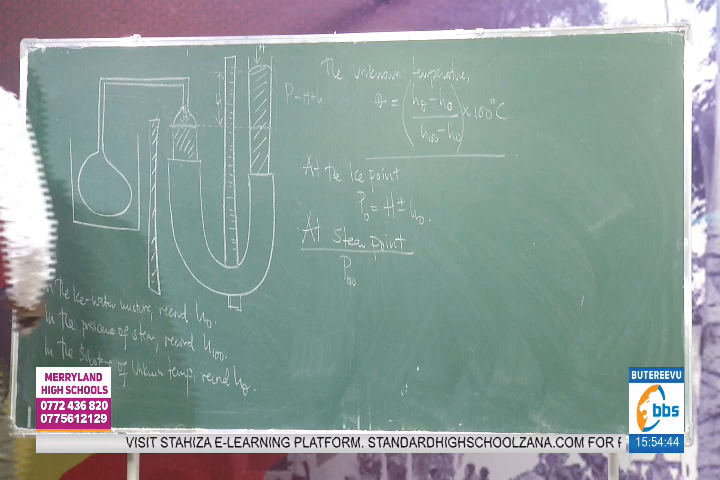 The Unknown temperature,
θ = (hθ – h0 / h100 – h0) × 100°C
P = H + h
h
At the ice point
P0 = H ± h0.
At steam point
P100
In the ice-water mixture, record h0.
In the presence of steam, record h100.
In the substance of Unknown temp, record hθ.
MERRYLAND
HIGH SCHOOLS
0772 436 820
0775612129
BUTEREEVU
bbs
15:54:44
VISIT STAHIZA E-LEARNING PLATFORM. STANDARDHIGHSCHOOLZANA.COM FOR